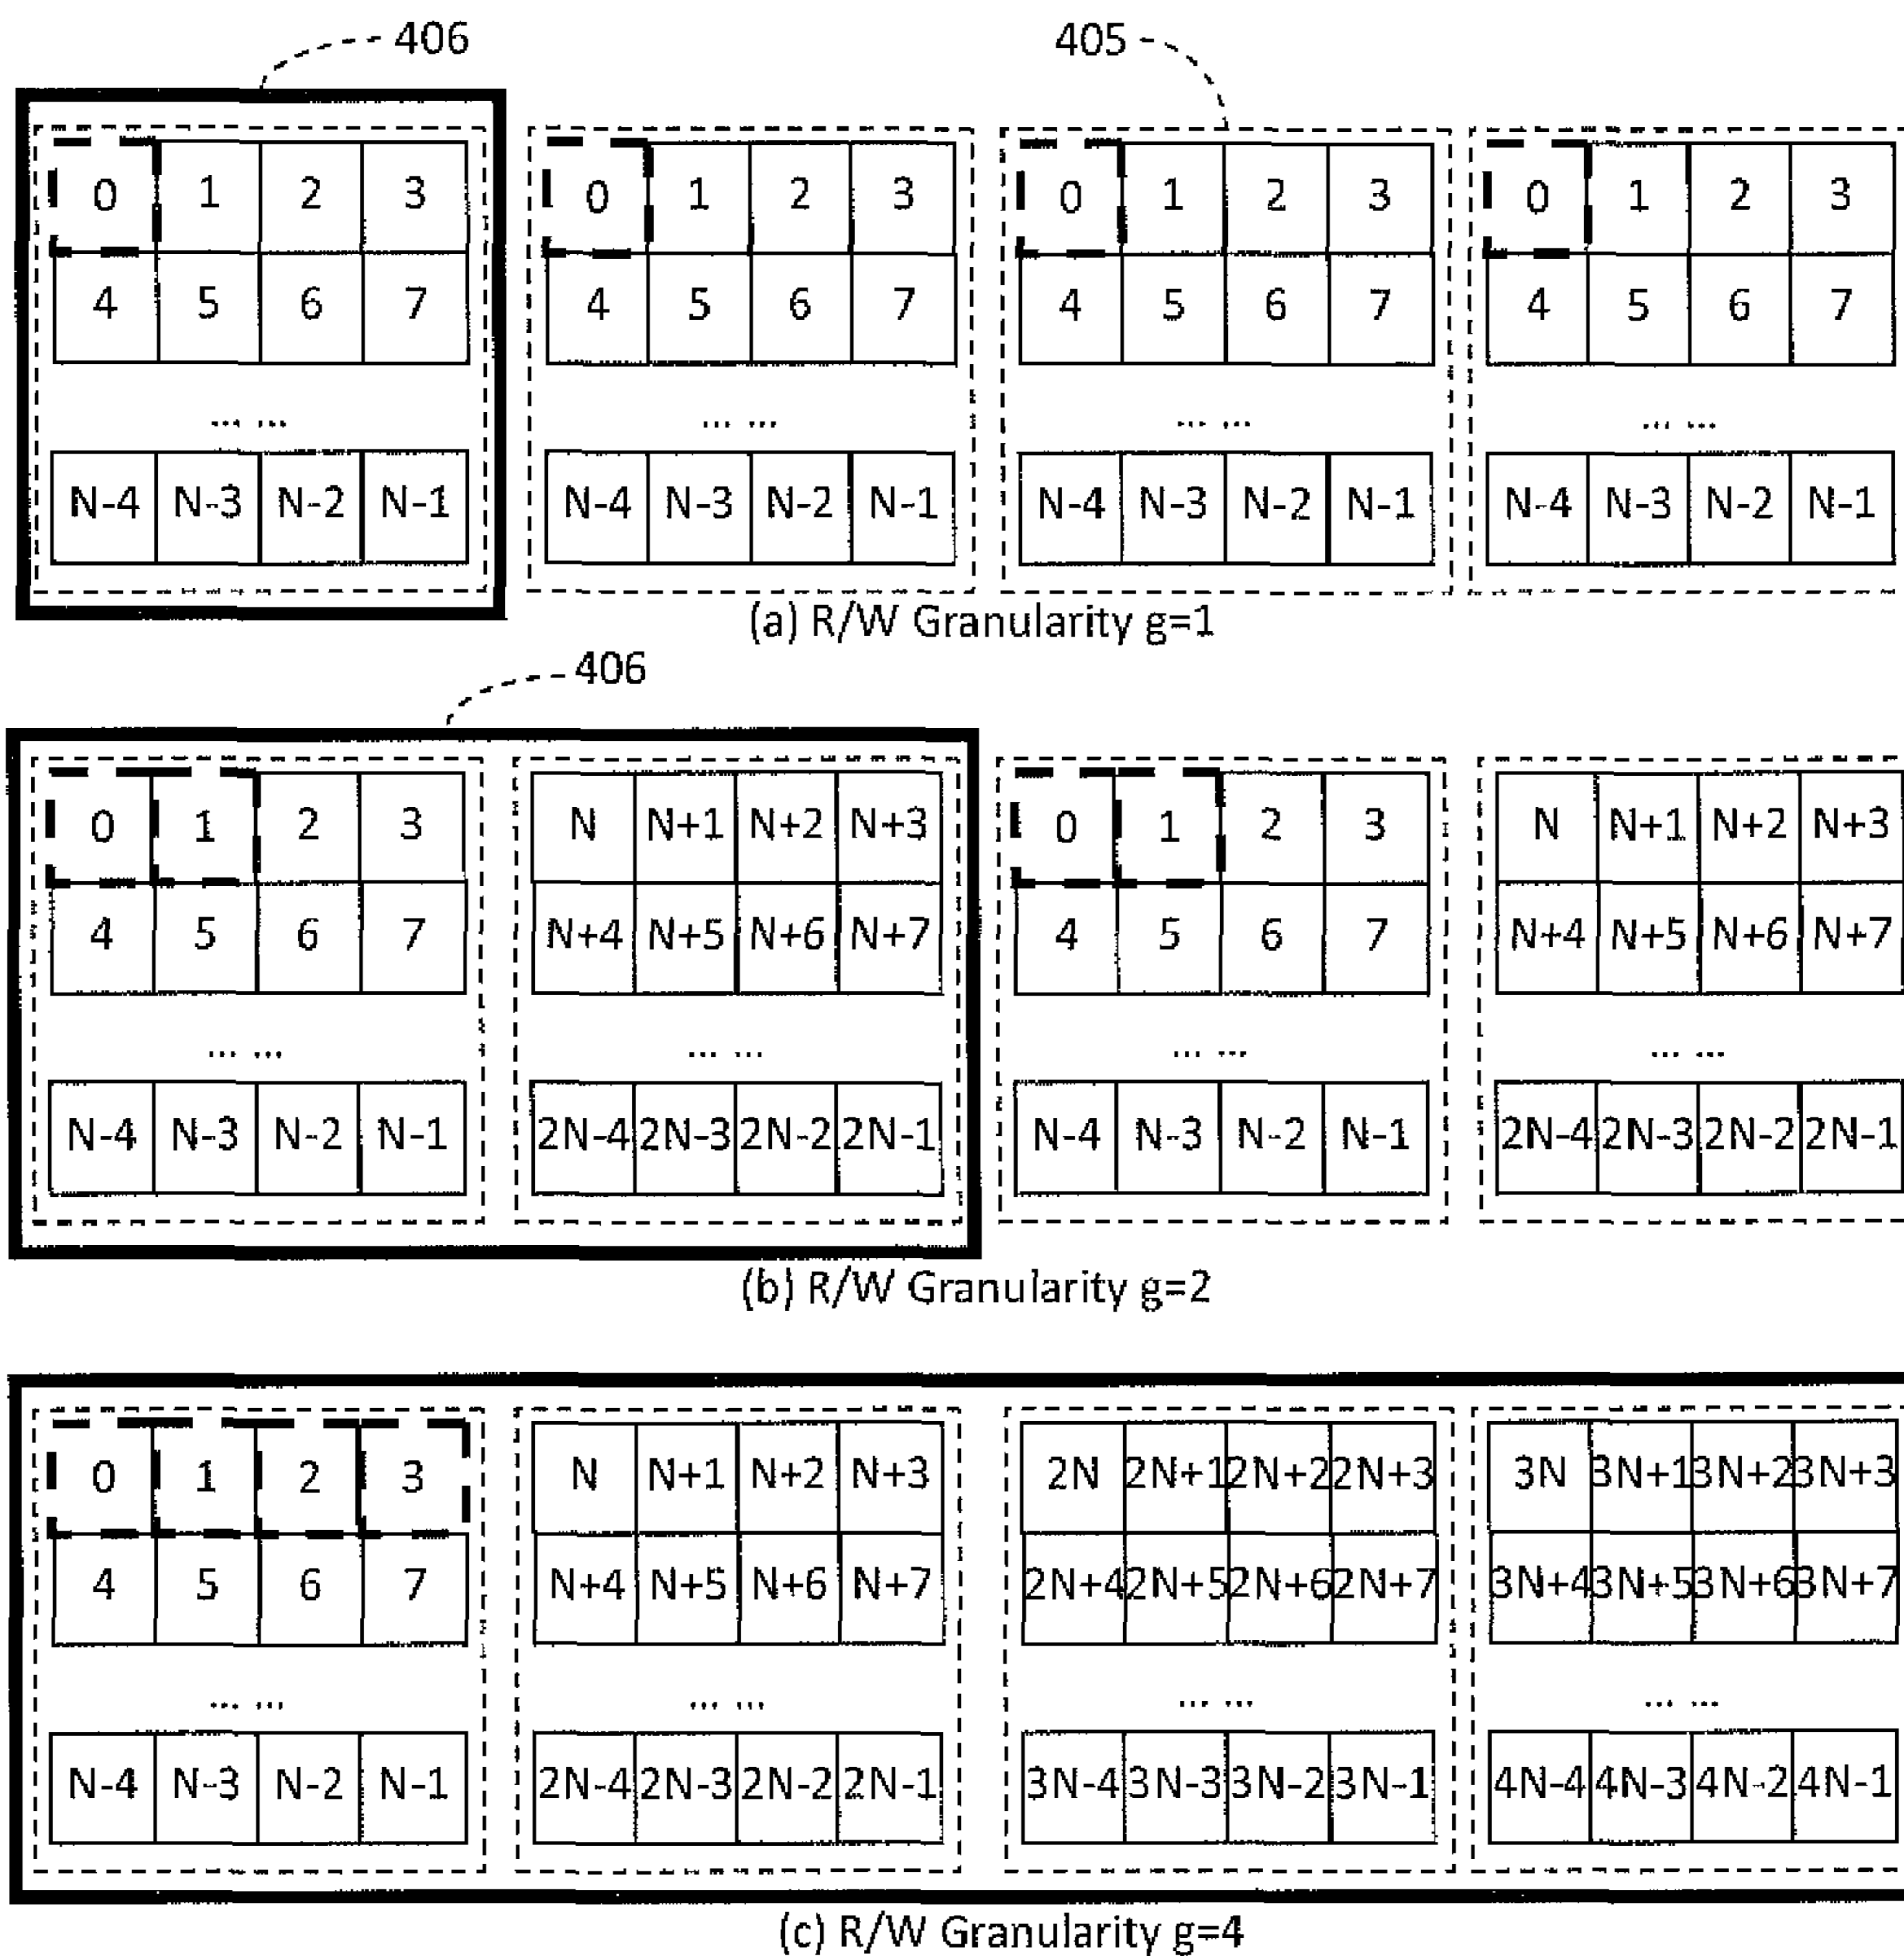 406 405
0 1 2 3 0 1 2 3 0 1 2 3 0 1 2 3
4 5 6 7 4 5 6 7 4 5 6 7 4 5 6 7
... ... ... ... ... ... ... ...
N-4 N-3 N-2 N-1 N-4 N-3 N-2 N-1 N-4 N-3 N-2 N-1 N-4 N-3 N-2 N-1
(a) R/W Granularity g=1
406
0 1 2 3 N N+1 N+2 N+3 0 1 2 3 N N+1 N+2 N+3
4 5 6 7 N+4 N+5 N+6 N+7 4 5 6 7 N+4 N+5 N+6 N+7
... ... ... ... ... ... ... ...
N-4 N-3 N-2 N-1 2N-4 2N-3 2N-2 2N-1 N-4 N-3 N-2 N-1 2N-4 2N-3 2N-2 2N-1
(b) R/W Granularity g=2
0 1 2 3 N N+1 N+2 N+3 2N 2N+1 2N+2 2N+3 3N 3N+1 3N+2 3N+3
4 5 6 7 N+4 N+5 N+6 N+7 2N+4 2N+5 2N+6 2N+7 3N+4 3N+5 3N+6 3N+7
... ... ... ... ... ... ... ...
N-4 N-3 N-2 N-1 2N-4 2N-3 2N-2 2N-1 3N-4 3N-3 3N-2 3N-1 4N-4 4N-3 4N-2 4N-1
(c) R/W Granularity g=4